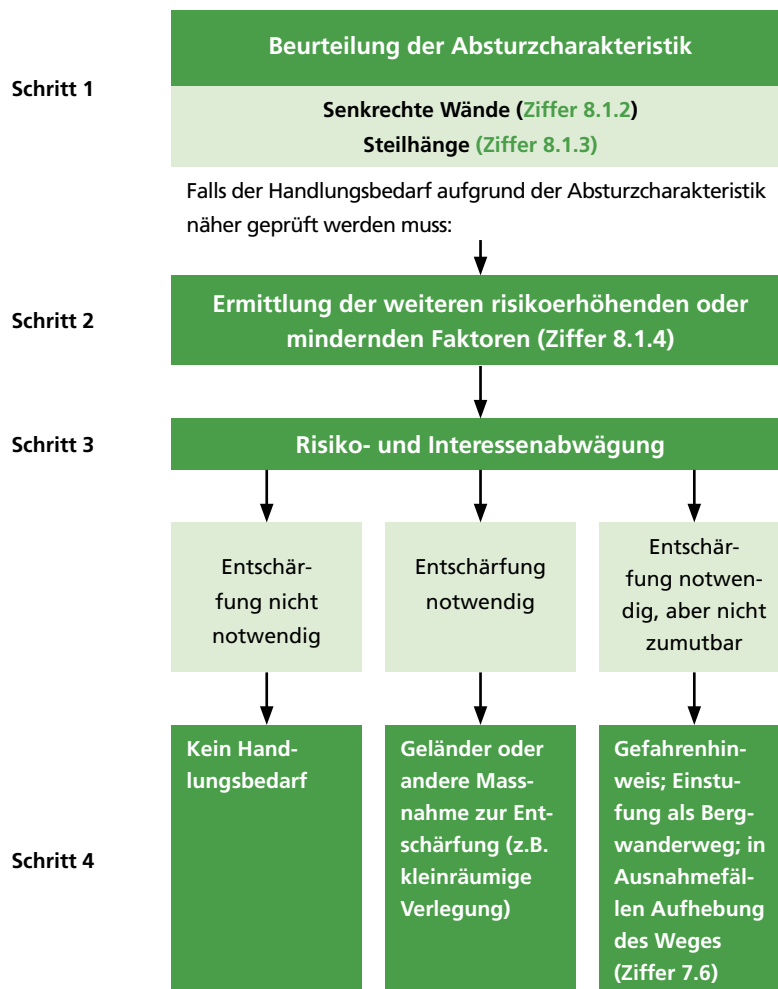 Schritt 1
Beurteilung der Absturzcharakteristik
Senkrechte Wände (Ziffer 8.1.2)
Steilhänge (Ziffer 8.1.3)
Falls der Handlungsbedarf aufgrund der Absturzcharakteristik
näher geprüft werden muss:
Schritt 2
Ermittlung der weiteren risikoerhöhenden oder
mindernden Faktoren (Ziffer 8.1.4)
Schritt 3
Risiko- und Interessenabwägung
Entschär-
fung nicht
notwendig
Entschärfung
notwendig
Entschär-
fung notwen-
dig, aber nicht
zumutbar
Schritt 4
Kein Hand-
lungsbedarf
Geländer oder
andere Mass-
nahme zur Ent-
schärfung (z.B.
kleinräumige
Verlegung)
Gefahrenhin-
weis; Einstu-
fung als Berg-
wanderweg; in
Ausnahmefäl-
len Aufhebung
des Weges
(Ziffer 7.6)